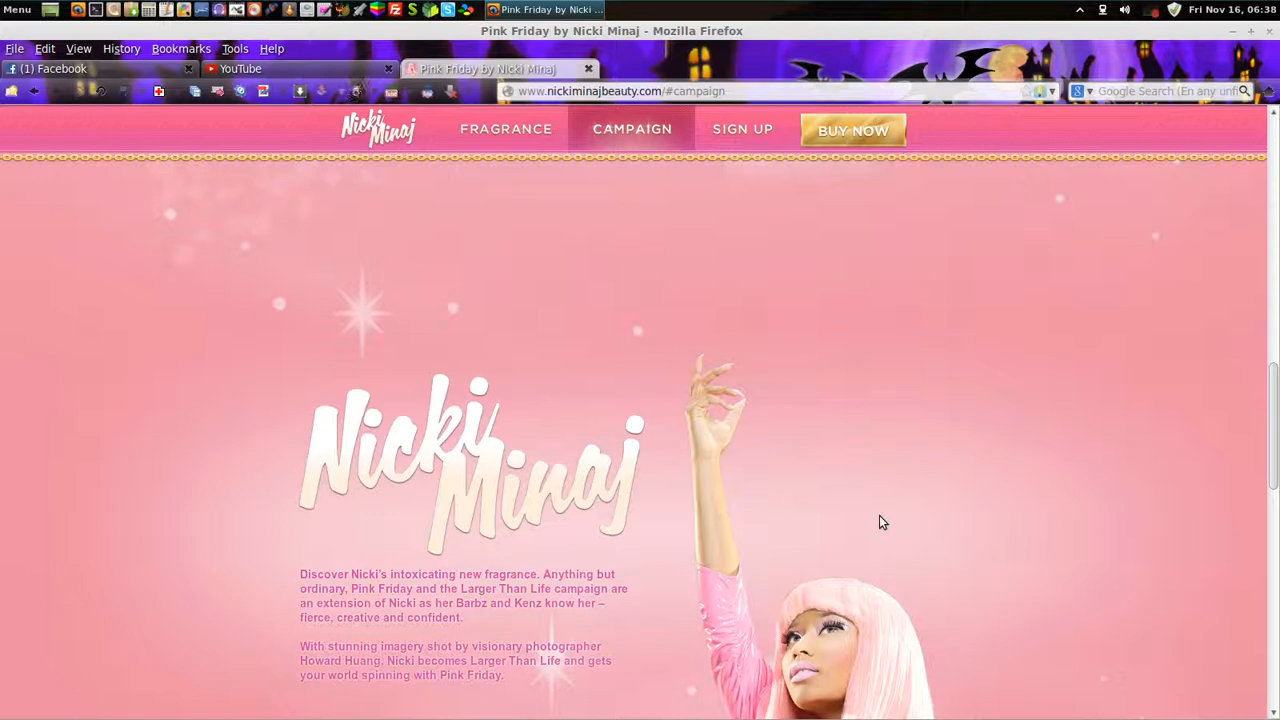 Menu Pink Friday by Nicki ... Fri Nov 16, 06:38
Pink Friday by Nicki Minaj - Mozilla Firefox
File Edit View History Bookmarks Tools Help
(1) Facebook YouTube Pink Friday by Nicki Minaj
www.nickiminajbeauty.com/#campaign Google Search (En any unfi
Nicki Minaj FRAGRANCE CAMPAIGN SIGN UP BUY NOW
Nicki
Minaj
Discover Nicki's intoxicating new fragrance. Anything but
ordinary, Pink Friday and the Larger Than Life campaign are
an extension of Nicki as her Barbz and Kenz know her –
fierce, creative and confident.
With stunning imagery shot by visionary photographer
Howard Huang, Nicki becomes Larger Than Life and gets
your world spinning with Pink Friday.